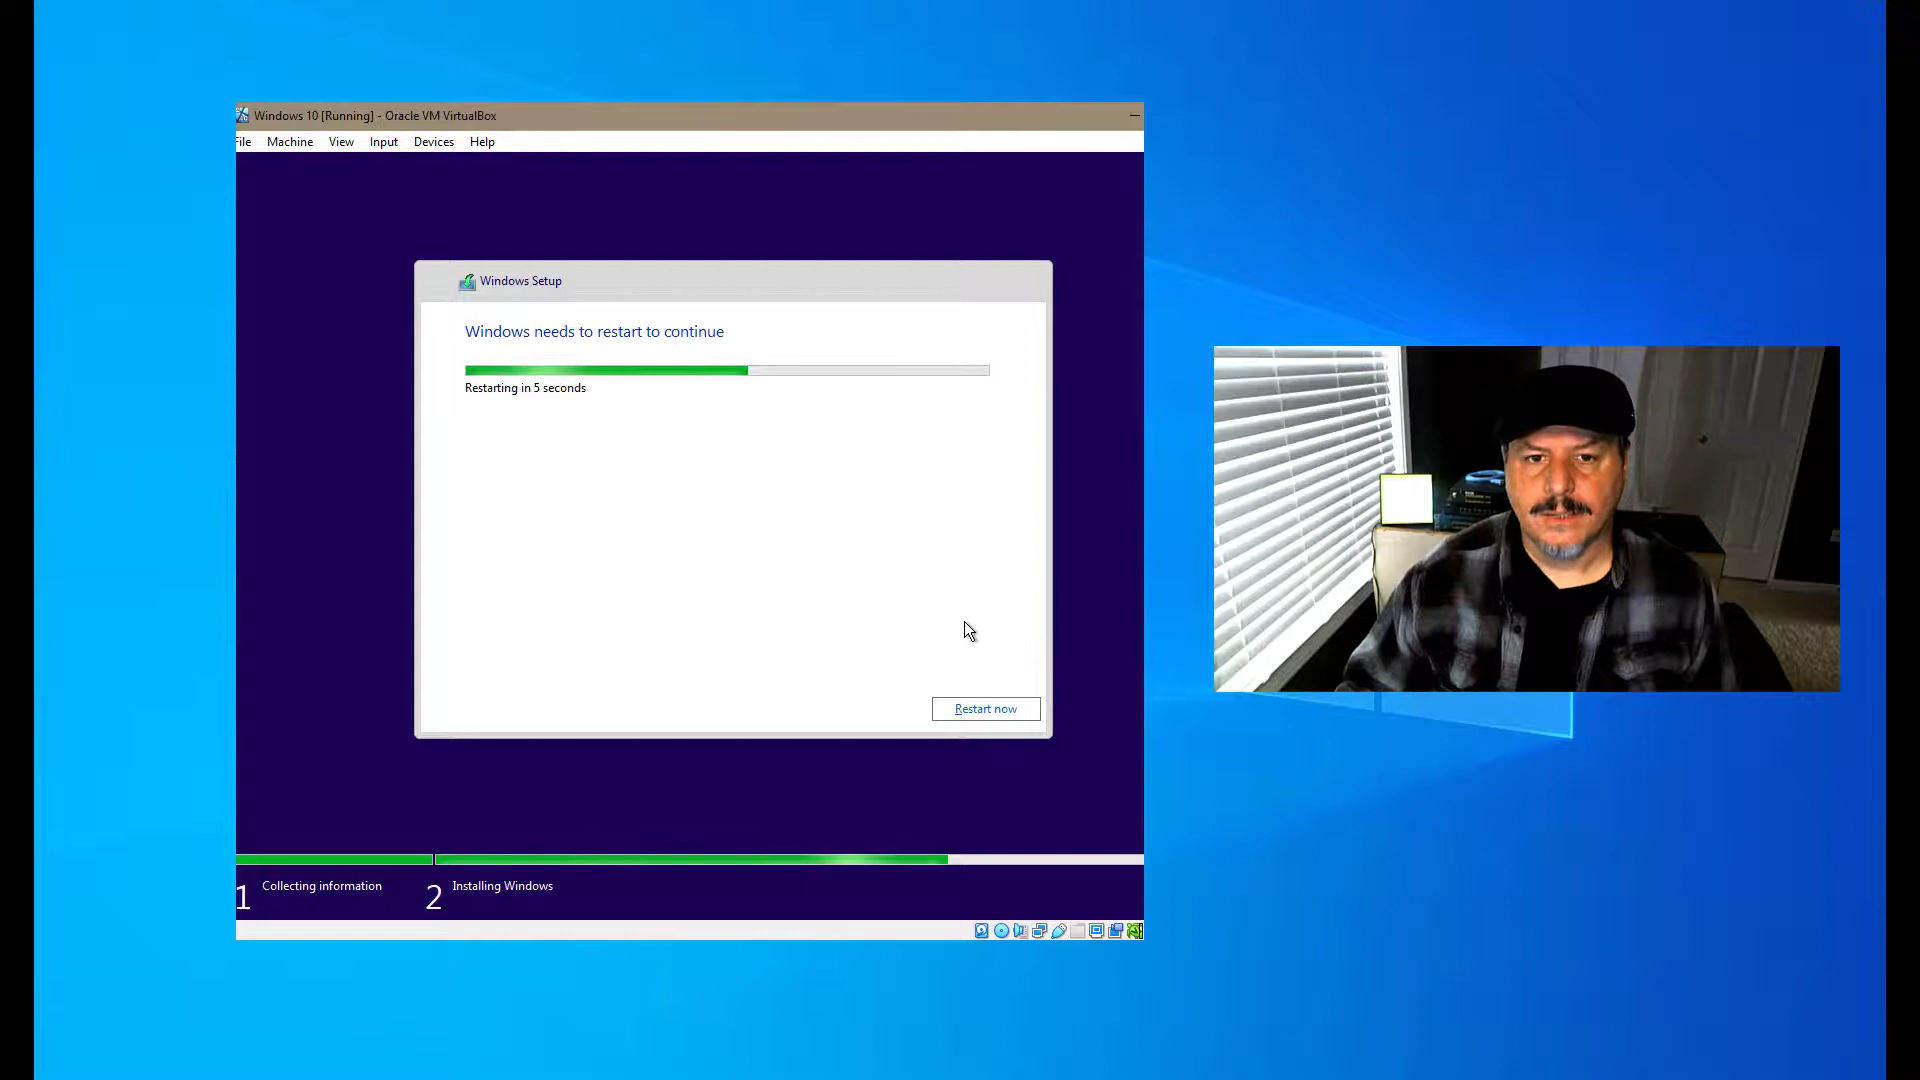 Windows 10 [Running] - Oracle VM VirtualBox
File Machine View Input Devices Help
Windows Setup
Windows needs to restart to continue
Restarting in 5 seconds
Restart now
1 Collecting information
2 Installing Windows